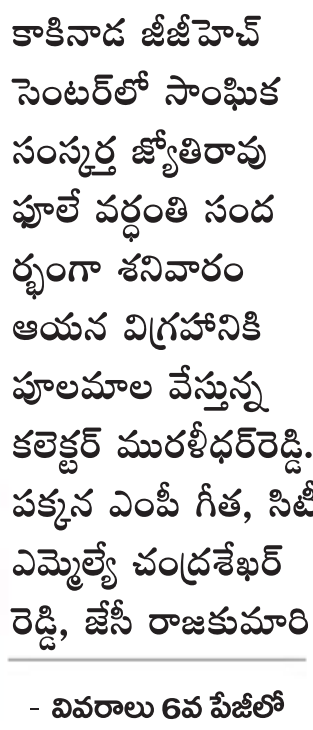 కాకినాడ జీజీహెచ్
సెంటర్‌లో సాంఘిక
సంస్కర్త జ్యోతిరావు
ఫూలే వర్ధంతి సంద
ర్భంగా శనివారం
ఆయన విగ్రహానికి
పూలమాల వేస్తున్న
కలెక్టర్ మురళీధర్‌రెడ్డి.
పక్కన ఎంపీ గీత, సిటీ
ఎమ్మెల్యే చంద్రశేఖర్
రెడ్డి, జేసీ రాజకుమారి
- వివరాలు 6వ పేజీలో